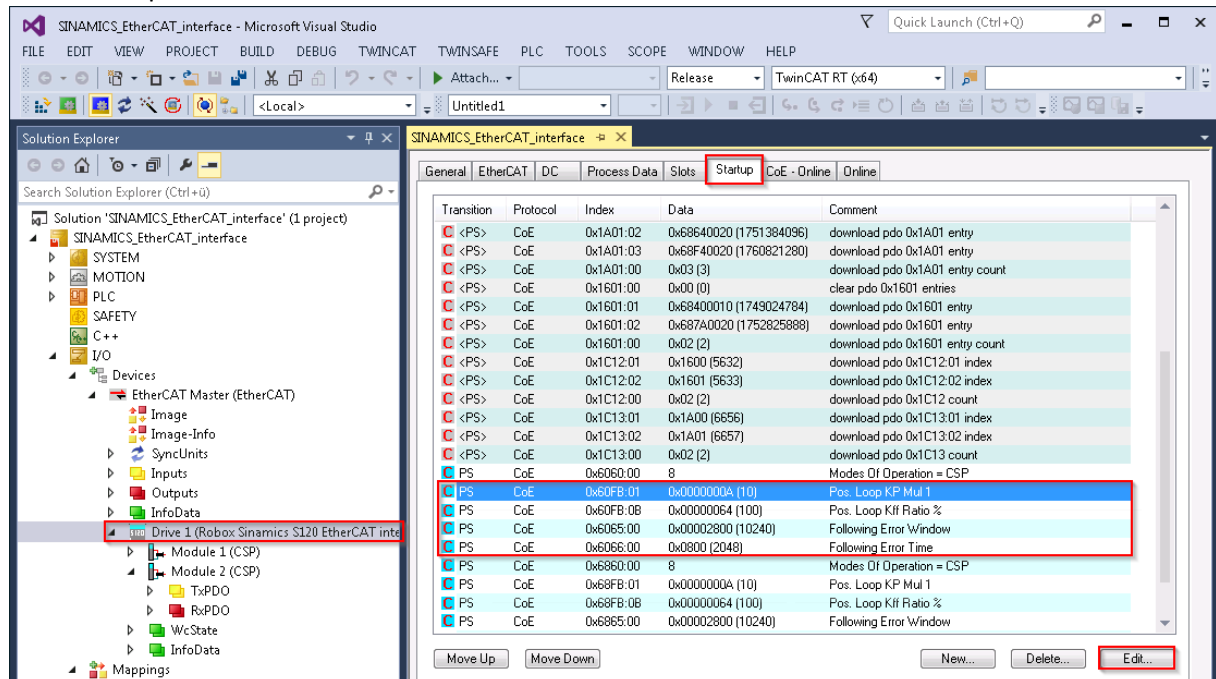 SINAMICS_EtherCAT_interface - Microsoft Visual Studio
Quick Launch (Ctrl+Q)
FILE EDIT VIEW PROJECT BUILD DEBUG TWINCAT TWINSAFE PLC TOOLS SCOPE WINDOW HELP
Attach... Release TwinCAT RT (x64)
<Local> Untitled1
Solution Explorer
Search Solution Explorer (Ctrl+ü)
Solution 'SINAMICS_EtherCAT_interface' (1 project)
SINAMICS_EtherCAT_interface
SYSTEM
MOTION
PLC
SAFETY
C++
I/O
Devices
EtherCAT Master (EtherCAT)
Image
Image-Info
SyncUnits
Inputs
Outputs
InfoData
Drive 1 (Robox Sinamics S120 EtherCAT inte
Module 1 (CSP)
Module 2 (CSP)
TxPDO
RxPDO
WcState
InfoData
Mappings
SINAMICS_EtherCAT_interface
General EtherCAT DC Process Data Slots Startup CoE - Online Online
Transition Protocol Index Data Comment
C <PS> CoE 0x1A01:02 0x68640020 (1751384096) download pdo 0x1A01 entry
C <PS> CoE 0x1A01:03 0x68F40020 (1760821280) download pdo 0x1A01 entry
C <PS> CoE 0x1A01:00 0x03 (3) download pdo 0x1A01 entry count
C <PS> CoE 0x1601:00 0x00 (0) clear pdo 0x1601 entries
C <PS> CoE 0x1601:01 0x68400010 (1749024784) download pdo 0x1601 entry
C <PS> CoE 0x1601:02 0x687A0020 (1752825888) download pdo 0x1601 entry
C <PS> CoE 0x1601:00 0x02 (2) download pdo 0x1601 entry count
C <PS> CoE 0x1C12:01 0x1600 (5632) download pdo 0x1C12:01 index
C <PS> CoE 0x1C12:02 0x1601 (5633) download pdo 0x1C12:02 index
C <PS> CoE 0x1C12:00 0x02 (2) download pdo 0x1C12 count
C <PS> CoE 0x1C13:01 0x1A00 (6656) download pdo 0x1C13:01 index
C <PS> CoE 0x1C13:02 0x1A01 (6657) download pdo 0x1C13:02 index
C <PS> CoE 0x1C13:00 0x02 (2) download pdo 0x1C13 count
C PS CoE 0x6060:00 8 Modes Of Operation = CSP
C PS CoE 0x60FB:01 0x0000000A (10) Pos. Loop KP Mul 1
C PS CoE 0x60FB:0B 0x00000064 (100) Pos. Loop Kff Ratio %
C PS CoE 0x6065:00 0x00002800 (10240) Following Error Window
C PS CoE 0x6066:00 0x0800 (2048) Following Error Time
C PS CoE 0x6860:00 8 Modes Of Operation = CSP
C PS CoE 0x68FB:01 0x0000000A (10) Pos. Loop KP Mul 1
C PS CoE 0x68FB:0B 0x00000064 (100) Pos. Loop Kff Ratio %
C PS CoE 0x6865:00 0x00002800 (10240) Following Error Window
Move Up Move Down New... Delete... Edit...